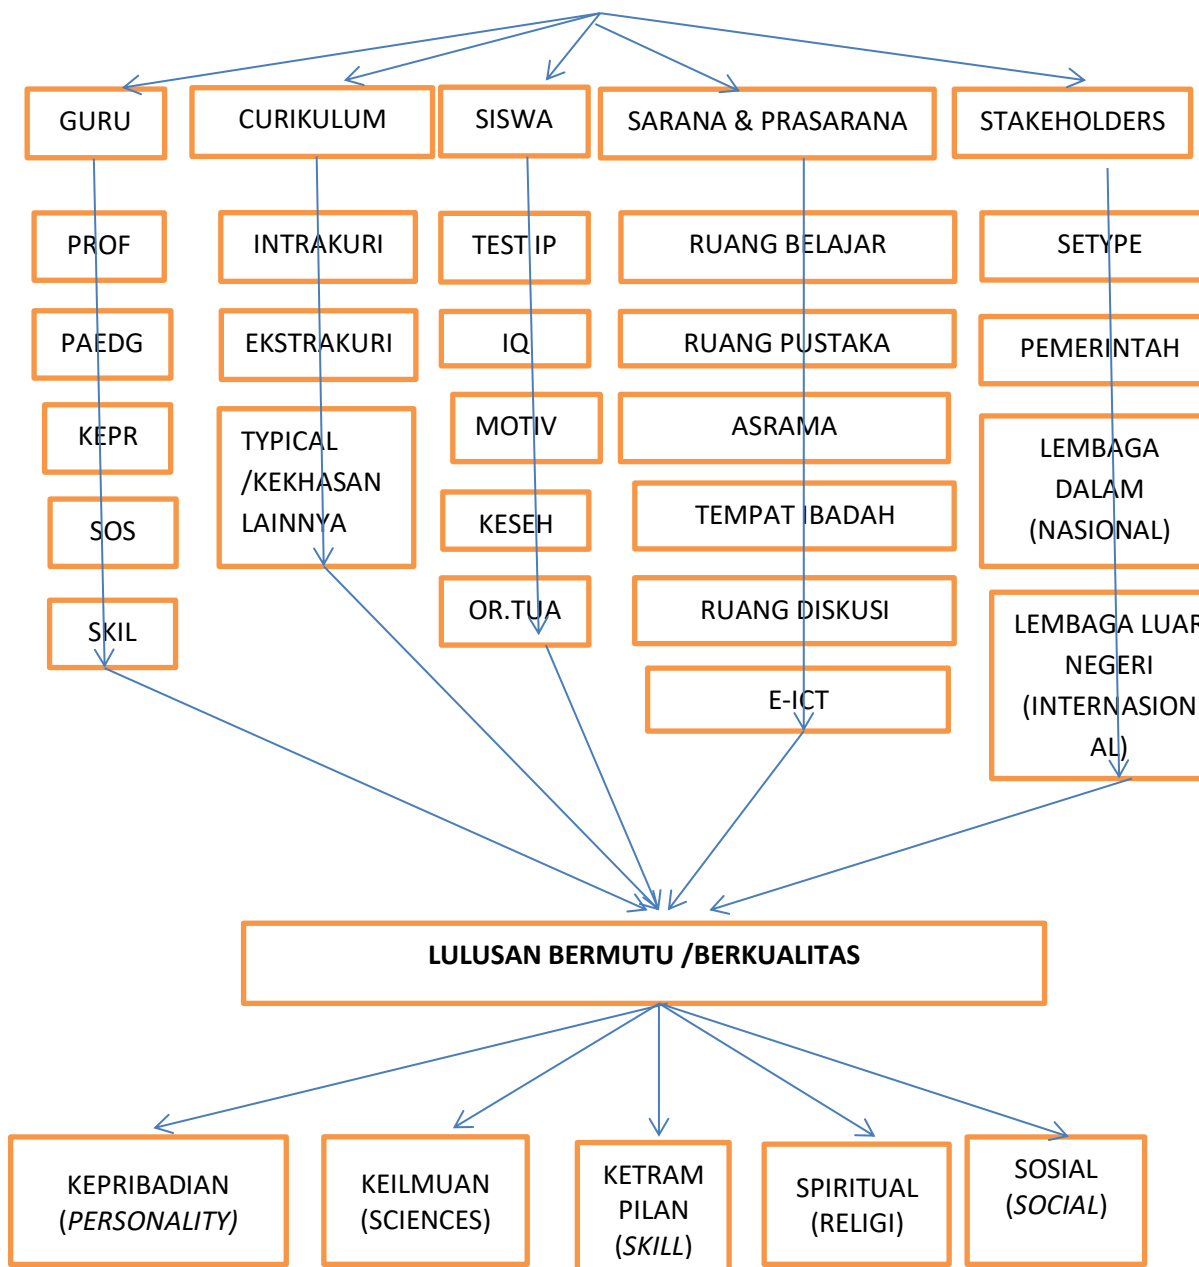 GURU
CURIKULUM
SISWA
SARANA & PRASARANA
STAKEHOLDERS
PROF
INTRAKURI
TEST IP
RUANG BELAJAR
SETYPE
PAEDG
EKSTRAKURI
IQ
RUANG PUSTAKA
PEMERINTAH
KEPR
TYPICAL
/KEKHASAN
LAINNYA
MOTIV
ASRAMA
LEMBAGA
DALAM
(NASIONAL)
SOS
KESEH
TEMPAT IBADAH
SKIL
OR.TUA
RUANG DISKUSI
LEMBAGA LUAR
NEGERI
(INTERNASION
AL)
E-ICT
LULUSAN BERMUTU /BERKUALITAS
KEPRIBADIAN
(PERSONALITY)
KEILMUAN
(SCIENCES)
KETRAM
PILAN
(SKILL)
SPIRITUAL
(RELIGI)
SOSIAL
(SOCIAL)